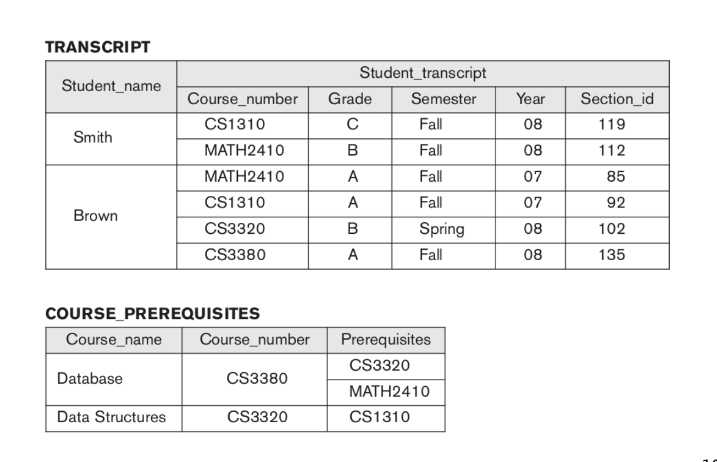 TRANSCRIPT
Student_name Student_transcript
Course_number Grade Semester Year Section_id
Smith CS1310 C Fall 08 119
MATH2410 B Fall 08 112
Brown MATH2410 A Fall 07 85
CS1310 A Fall 07 92
CS3320 B Spring 08 102
CS3380 A Fall 08 135
COURSE_PREREQUISITES
Course_name Course_number Prerequisites
Database CS3380 CS3320
MATH2410
Data Structures CS3320 CS1310